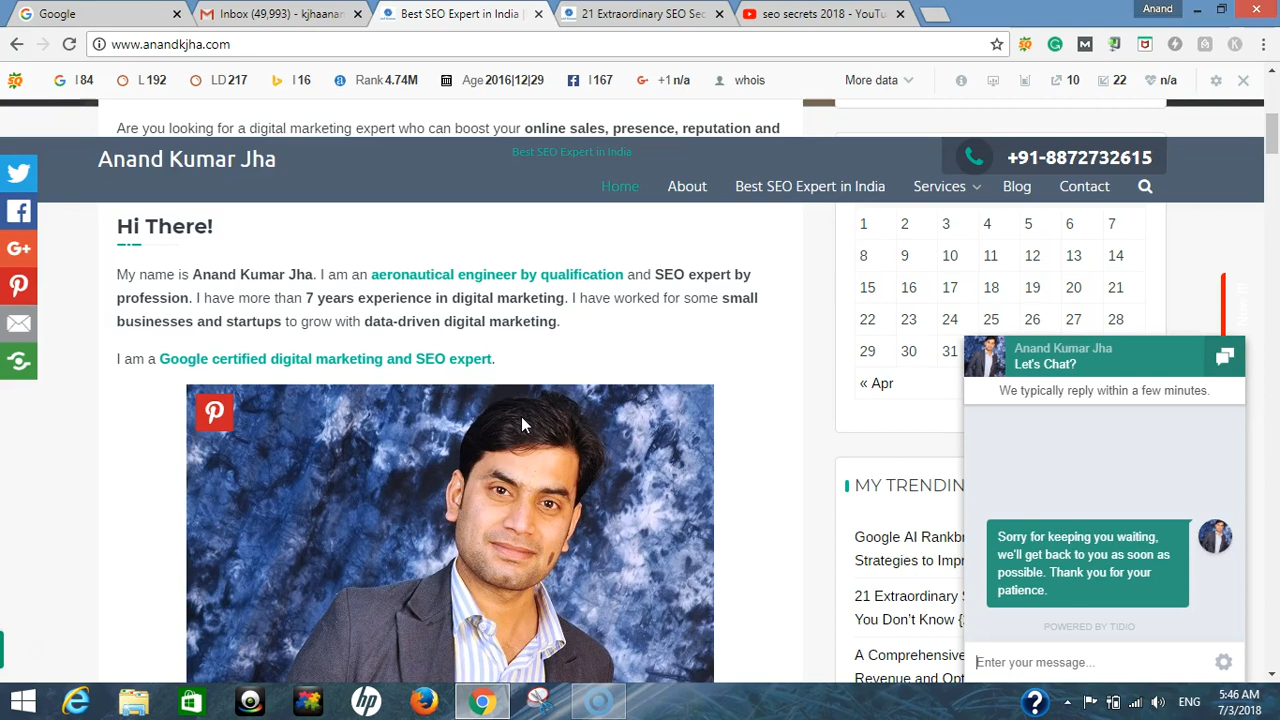 Google
Inbox (49,993) - kjhaanan
Best SEO Expert in India |
21 Extraordinary SEO Sec
seo secrets 2018 - YouTu
Anand
www.anandkjha.com
I 84
L 192
LD 217
I 16
Rank 4.74M
Age 2016|12|29
I 167
+1 n/a
whois
More data
10
22
n/a
Are you looking for a digital marketing expert who can boost your online sales, presence, reputation and
Anand Kumar Jha
Best SEO Expert in India
+91-8872732615
Home
About
Best SEO Expert in India
Services
Blog
Contact
Hi There!
My name is Anand Kumar Jha. I am an aeronautical engineer by qualification and SEO expert by
profession. I have more than 7 years experience in digital marketing. I have worked for some small
businesses and startups to grow with data-driven digital marketing.
I am a Google certified digital marketing and SEO expert.
1 2 3 4 5 6 7
8 9 10 11 12 13 14
15 16 17 18 19 20 21
22 23 24 25 26 27 28
29 30 31
« Apr
MY TRENDIN
Google AI Rankbr
Strategies to Impr
21 Extraordinary S
You Don't Know {
A Comprehensive
Revenue and Opt
Anand Kumar Jha
Let's Chat?
We typically reply within a few minutes.
Sorry for keeping you waiting,
we'll get back to you as soon as
possible. Thank you for your
patience.
POWERED BY TIDIO
Enter your message...
ENG
5:46 AM
7/3/2018